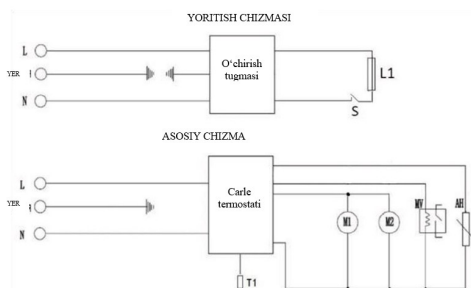 YORITISH CHIZMASI
L
YER
N
O‘chirish
tugmasi
L1
S
ASOSIY CHIZMA
L
YER
N
Carle
termostati
M1
M2
MV
AH
T1